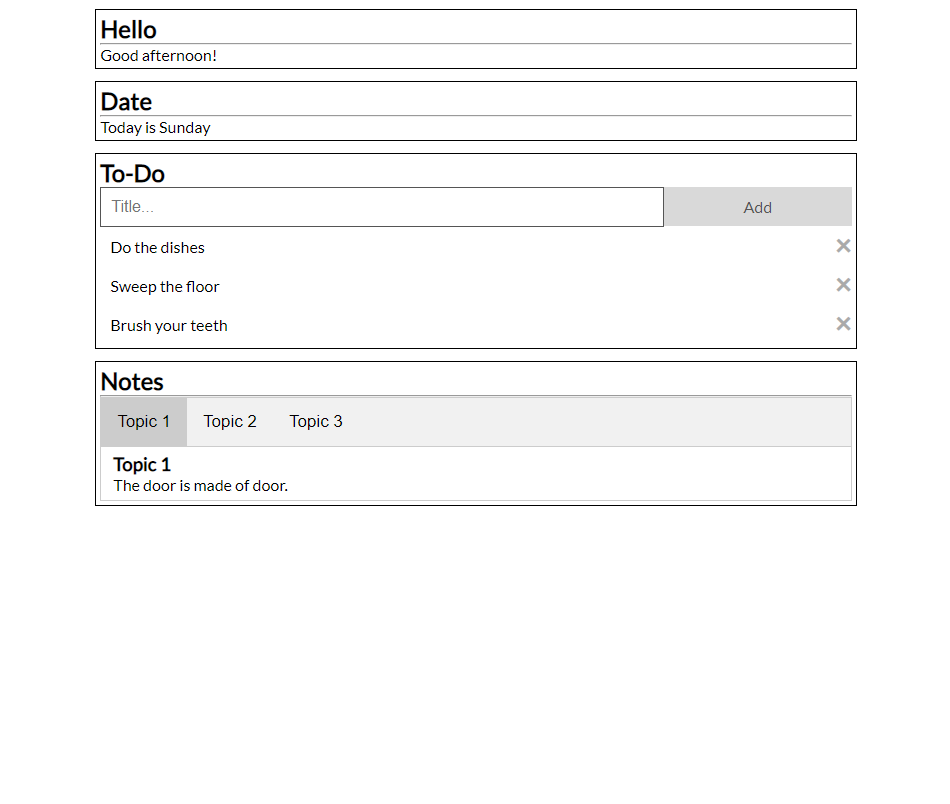 Hello
Good afternoon!
Date
Today is Sunday
To-Do
Title... Add
Do the dishes ×
Sweep the floor ×
Brush your teeth ×
Notes
Topic 1 Topic 2 Topic 3
Topic 1
The door is made of door.